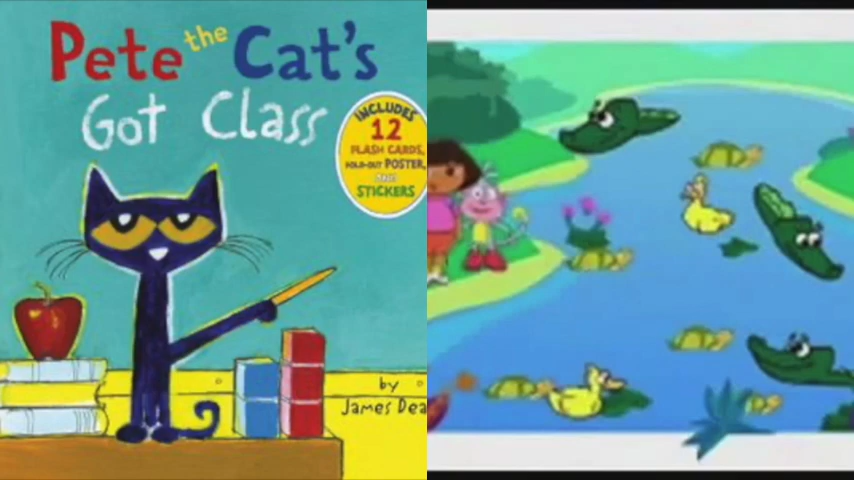 Pete the Cat's
Got Class
INCLUDES
12
FLASH CARDS,
FOLD-OUT POSTER,
AND
STICKERS
by
James Dea